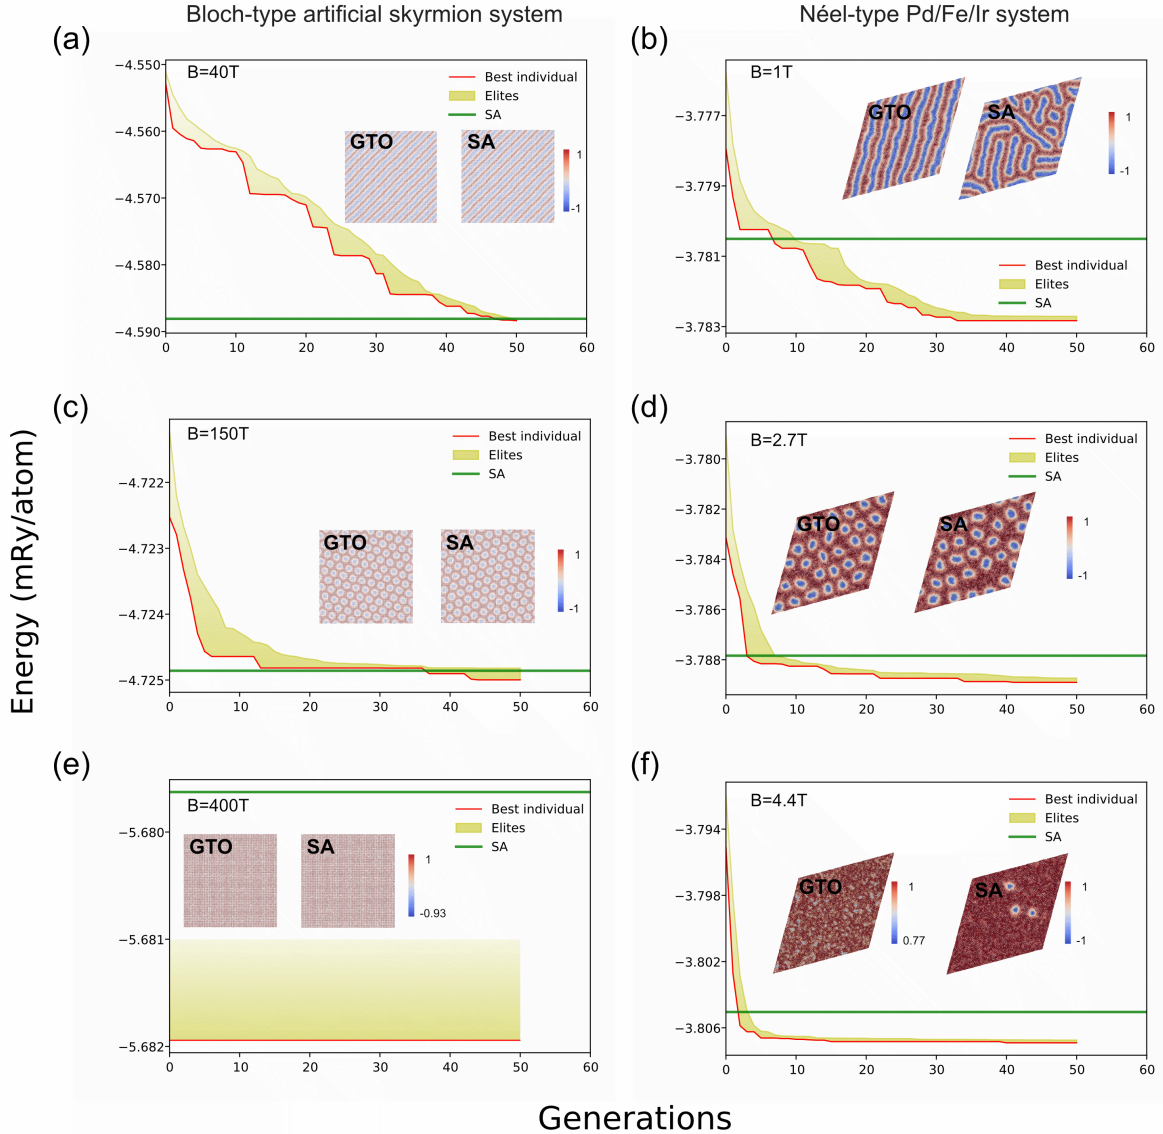 Bloch-type artificial skyrmion system
Néel-type Pd/Fe/Ir system
Energy (mRy/atom)
(a)
B=40T
Best individual
Elites
SA
GTO
SA
1
-1
−4.550
−4.560
−4.570
−4.580
−4.590
0 10 20 30 40 50 60
(b)
B=1T
GTO
SA
1
-1
Best individual
Elites
SA
−3.777
−3.779
−3.781
−3.783
0 10 20 30 40 50 60
(c)
B=150T
Best individual
Elites
SA
GTO
SA
1
-1
−4.722
−4.723
−4.724
−4.725
0 10 20 30 40 50 60
(d)
B=2.7T
Best individual
Elites
SA
GTO
SA
1
-1
−3.780
−3.782
−3.784
−3.786
−3.788
0 10 20 30 40 50 60
(e)
B=400T
Best individual
Elites
SA
GTO
SA
1
-0.93
−5.680
−5.681
−5.682
0 10 20 30 40 50 60
(f)
B=4.4T
Best individual
Elites
SA
GTO
1
0.77
SA
1
-1
−3.794
−3.798
−3.802
−3.806
0 10 20 30 40 50 60
Generations